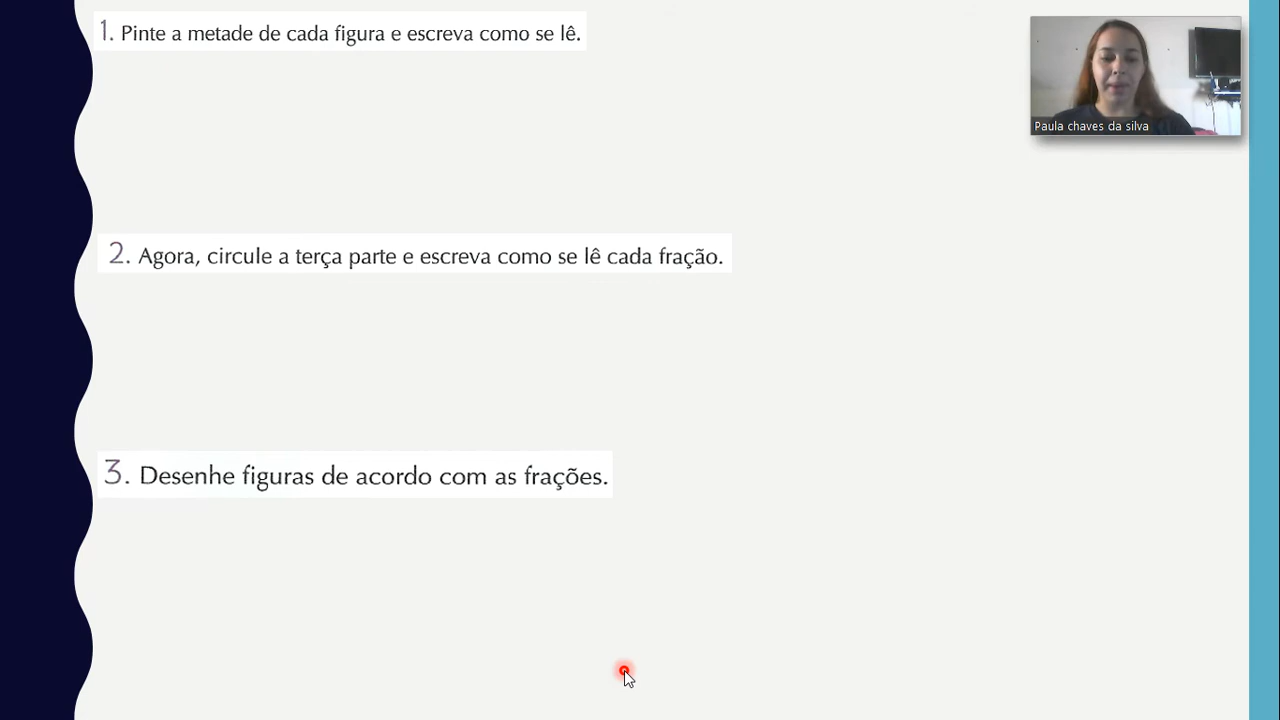 1. Pinte a metade de cada figura e escreva como se lê.
Paula chaves da silva
2. Agora, circule a terça parte e escreva como se lê cada fração.
3. Desenhe figuras de acordo com as frações.